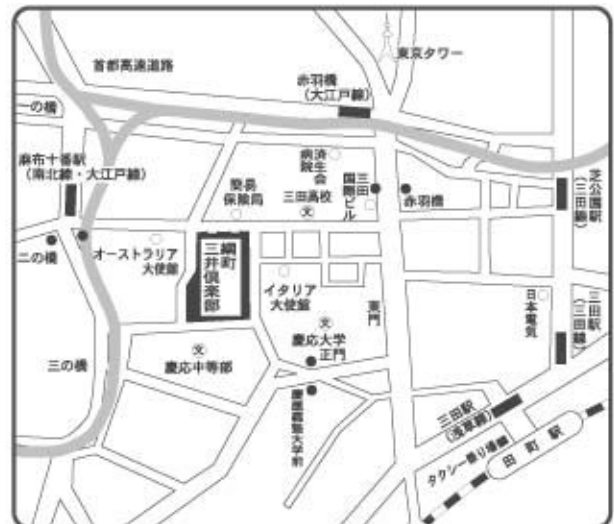 東京タワー
首都高速道路
赤羽橋
（大江戸線）
一の橋
麻布十番駅
（南北線・大江戸線）
済生会
病院
三田
国際ビル
簡易
保険局
三田高校
文
赤羽橋
芝公園駅
（三田線）
二の橋
オーストラリア
大使館
綱町
三井倶楽部
イタリア
大使館
東門
日本電気
三田駅
（三田線）
文
慶応大学
正門
文
慶応中等部
三の橋
慶應義塾大学前
三田駅
（浅草線）
タクシー乗り場
田町駅